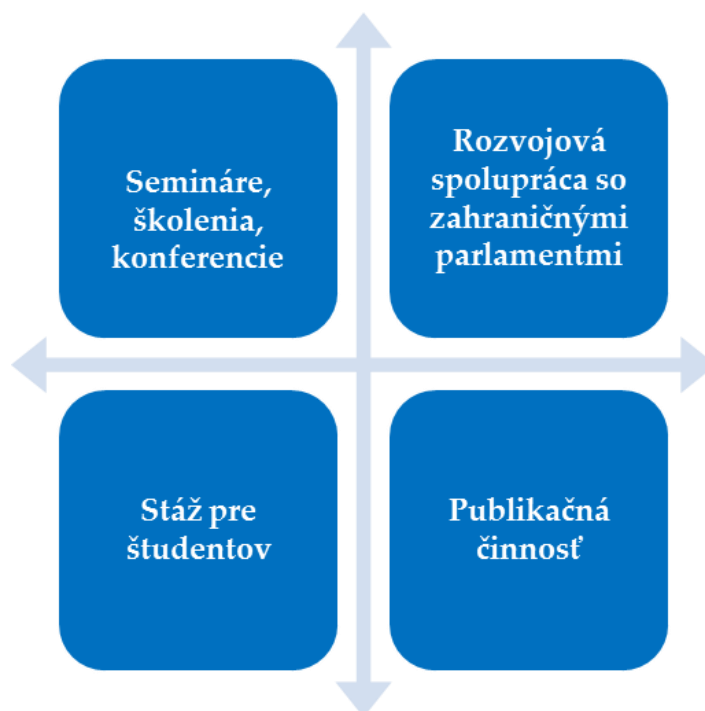 Semináre,
školenia,
konferencie
Rozvojová
spolupráca so
zahraničnými
parlamentmi
Stáž pre
študentov
Publikačná
činnosť